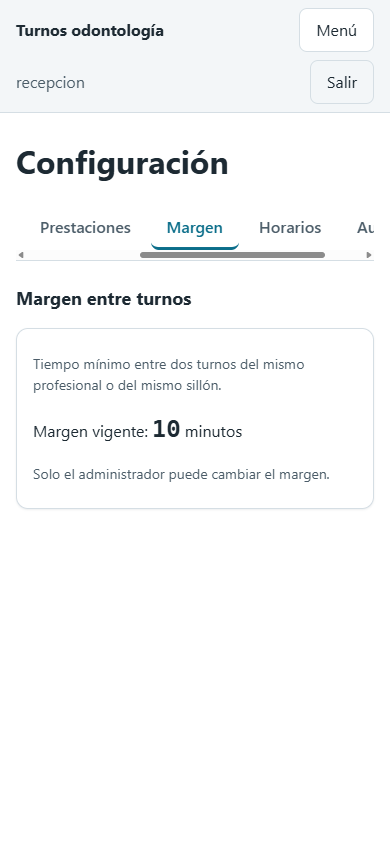 Turnos odontología
Menú
recepcion
Salir
Configuración
Prestaciones
Margen
Horarios
Au
Margen entre turnos
Tiempo mínimo entre dos turnos del mismo
profesional o del mismo sillón.
Margen vigente: 10 minutos
Solo el administrador puede cambiar el margen.